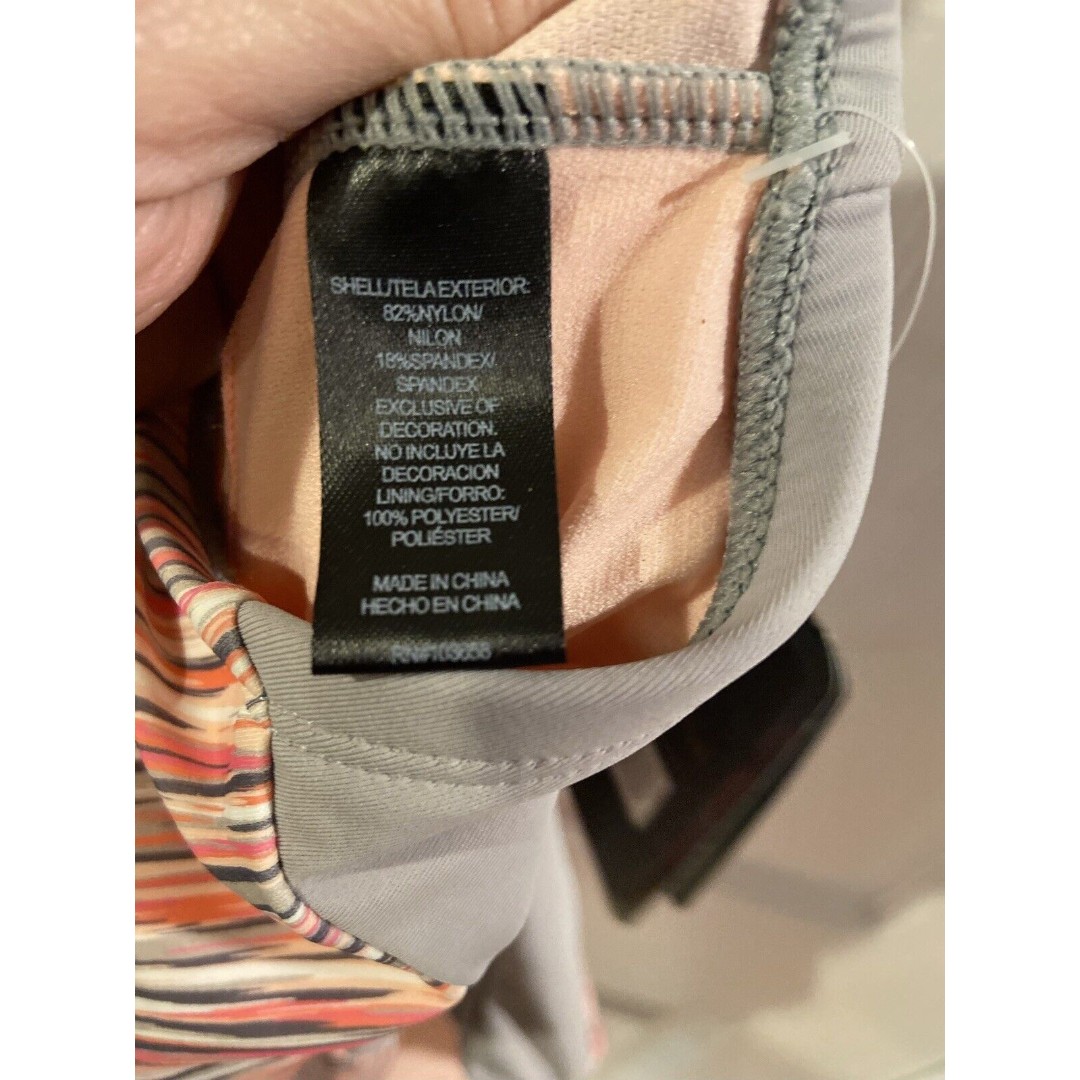 SHELL/TELA EXTERIOR:
82%NYLON/
NILON
18%SPANDEX/
SPANDEX
EXCLUSIVE OF
DECORATION.
NO INCLUYE LA
DECORACION
LINING/FORRO:
100% POLYESTER/
POLIÉSTER
MADE IN CHINA
HECHO EN CHINA